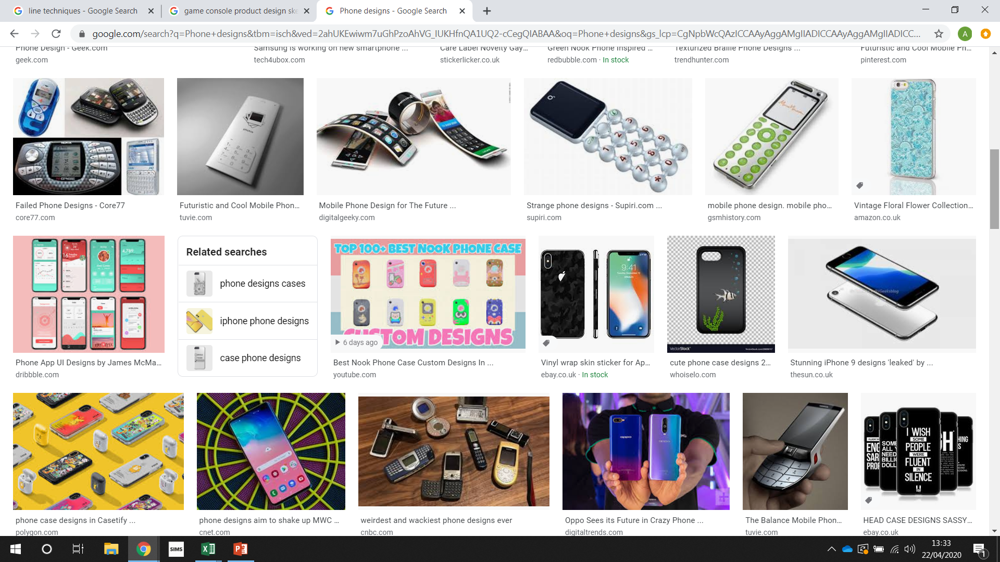 line techniques - Google Search
game console product design ske
Phone designs - Google Search
google.com/search?q=Phone+designs&tbm=isch&ved=2ahUKEwiwm7uGhPzoAhVG_IUKHfnQA1UQ2-cCegQIABAA&oq=Phone+designs&gs_lcp=CgNpbWcQAzICCAAyAggAMgIIADICCAAyAggAMgIIADICC...
A
Phone Design - Geek.com
Samsung is working on new smartphone ...
Care Label Novelty Gay...
Green Nook Phone Inspired ...
Texturized Braille Phone Designs ...
Futuristic and Cool Mobile Ph...
geek.com
tech4ubox.com
stickerlicker.co.uk
redbubble.com · In stock
trendhunter.com
pinterest.com
Failed Phone Designs - Core77
core77.com
Futuristic and Cool Mobile Phon...
tuvie.com
Mobile Phone Design for The Future ...
digitalgeeky.com
Strange phone designs - Supiri.com ...
supiri.com
mobile phone design. mobile pho...
gsmhistory.com
Vintage Floral Flower Collection...
amazon.co.uk
Phone App UI Designs by James McMa...
dribbble.com
Related searches
phone designs cases
iphone phone designs
case phone designs
TOP 100+ BEST NOOK PHONE CASE
CUSTOM DESIGNS
6 days ago
Best Nook Phone Case Custom Designs In ...
youtube.com
9:41
Vinyl wrap skin sticker for Ap...
ebay.co.uk · In stock
VectorStock
cute phone case designs 2...
whoiselo.com
Stunning iPhone 9 designs 'leaked' by ...
thesun.co.uk
phone case designs in Casetify ...
polygon.com
phone designs aim to shake up MWC ...
cnet.com
weirdest and wackiest phone designs ever
cnbc.com
Oppo Sees its Future in Crazy Phone ...
digitaltrends.com
The Balance Mobile Phon...
tuvie.com
I WISH
SOME
PEOPLE
WERE
FLUENT
IN
SILENCE
HEAD CASE DESIGNS SASSY...
ebay.co.uk
SIMS
13:33
22/04/2020
1